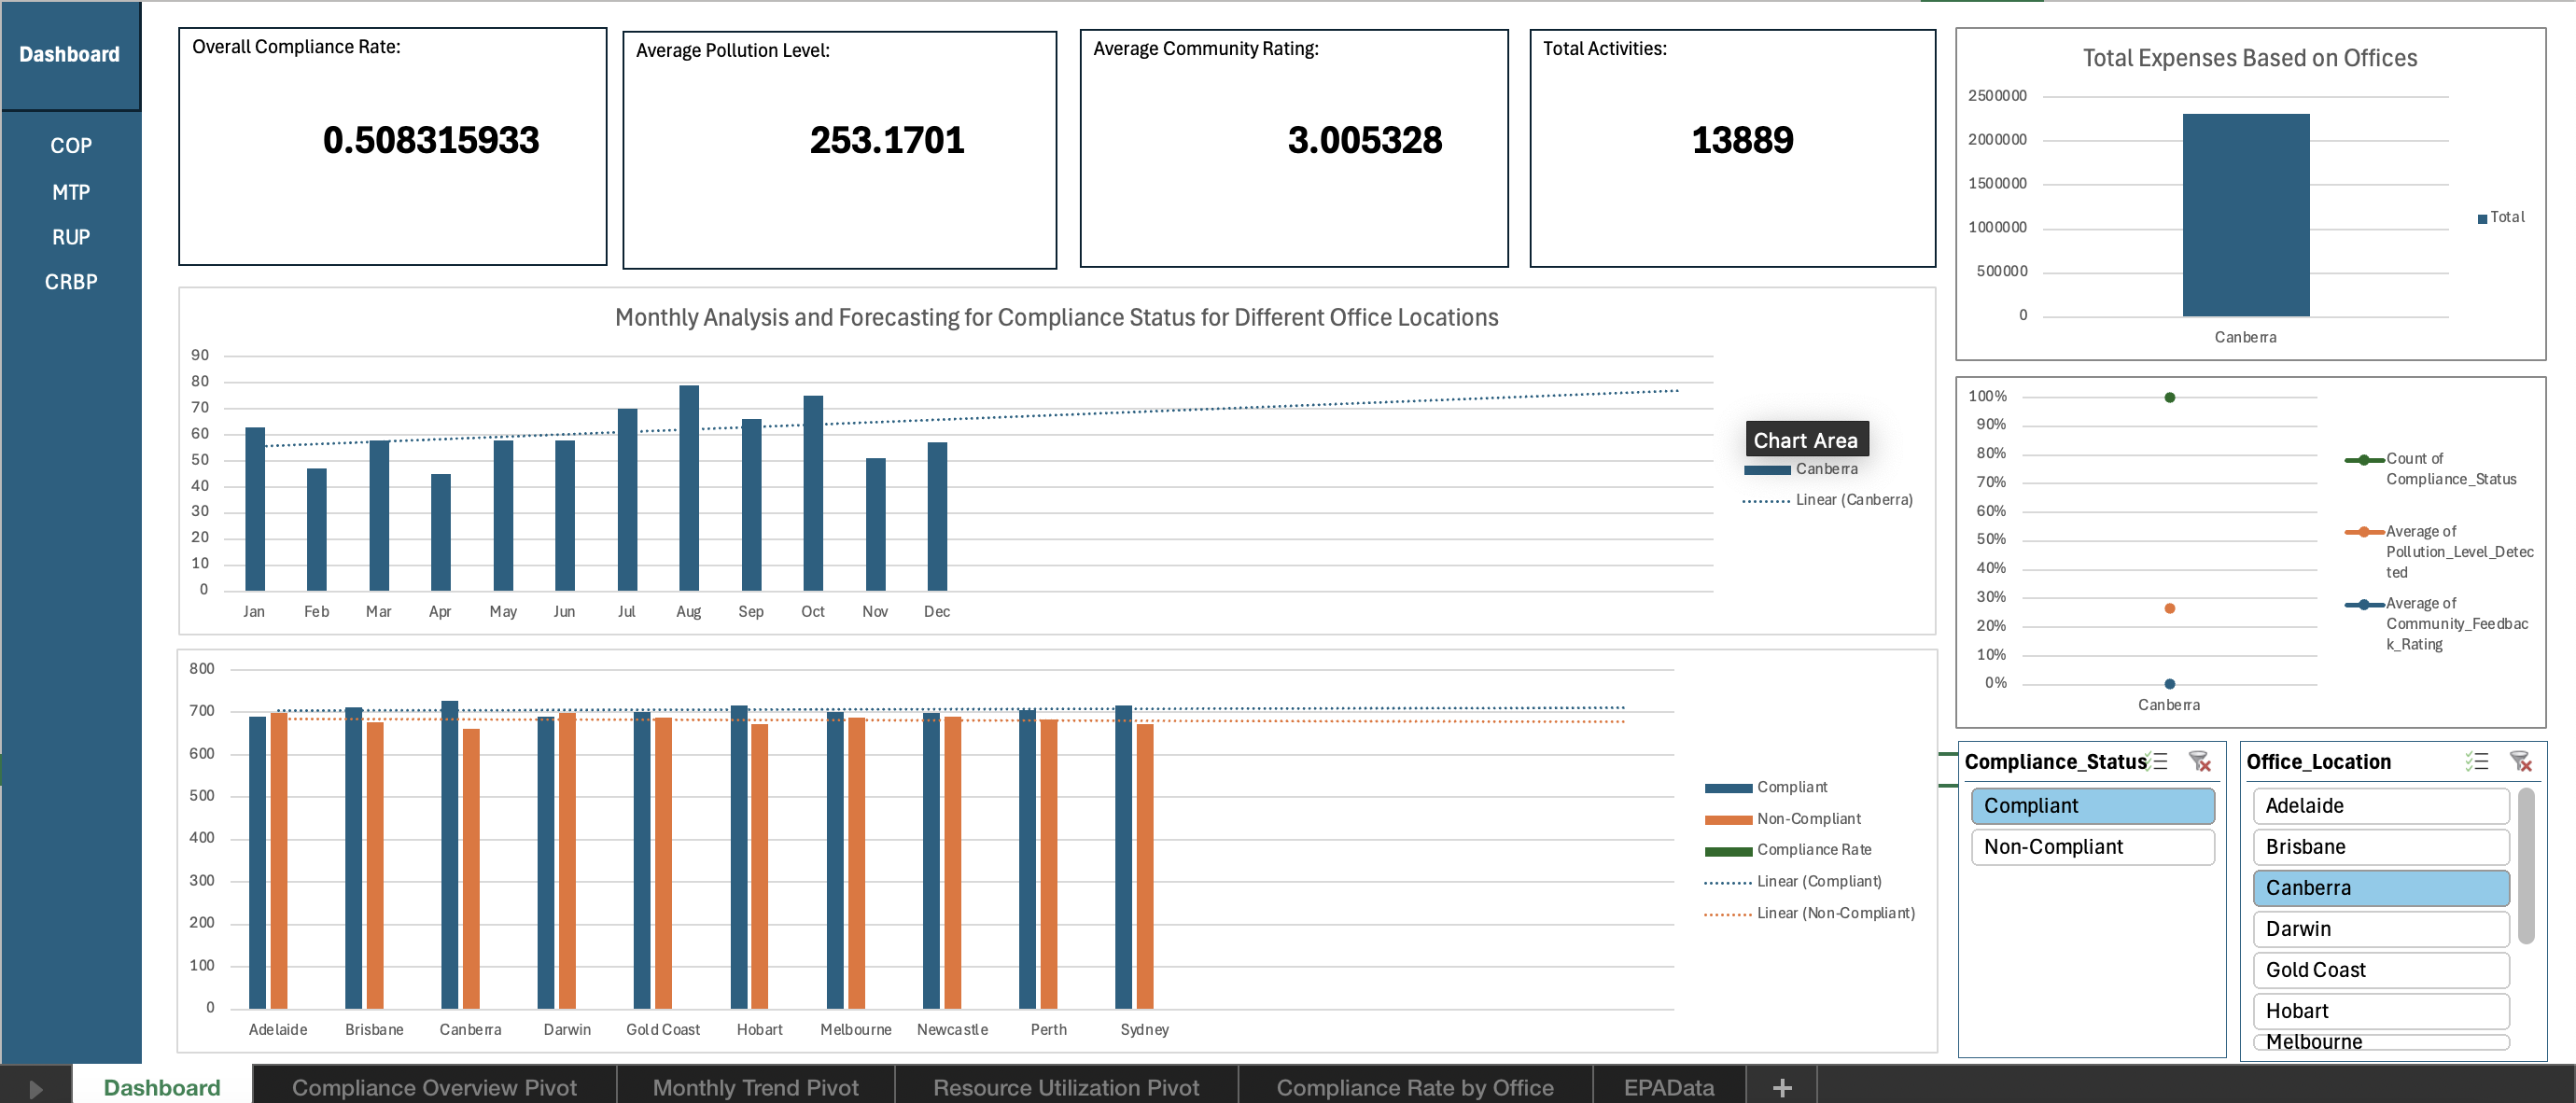 Dashboard
COP
MTP
RUP
CRBP
Overall Compliance Rate:
0.508315933
Average Pollution Level:
253.1701
Average Community Rating:
3.005328
Total Activities:
13889
Total Expenses Based on Offices
2500000
2000000
1500000
1000000
500000
0
Canberra
Total
Monthly Analysis and Forecasting for Compliance Status for Different Office Locations
90
80
70
60
50
40
30
20
10
0
Jan Feb Mar Apr May Jun Jul Aug Sep Oct Nov Dec
Chart Area
Canberra
Linear (Canberra)
100%
90%
80%
70%
60%
50%
40%
30%
20%
10%
0%
Canberra
Count of
Compliance_Status
Average of
Pollution_Level_Detec
ted
Average of
Community_Feedbac
k_Rating
800
700
600
500
400
300
200
100
0
Adelaide Brisbane Canberra Darwin Gold Coast Hobart Melbourne Newcastle Perth Sydney
Compliant
Non-Compliant
Compliance Rate
Linear (Compliant)
Linear (Non-Compliant)
Compliance_Status
Compliant
Non-Compliant
Office_Location
Adelaide
Brisbane
Canberra
Darwin
Gold Coast
Hobart
Melbourne
Dashboard Compliance Overview Pivot Monthly Trend Pivot Resource Utilization Pivot Compliance Rate by Office EPAData +